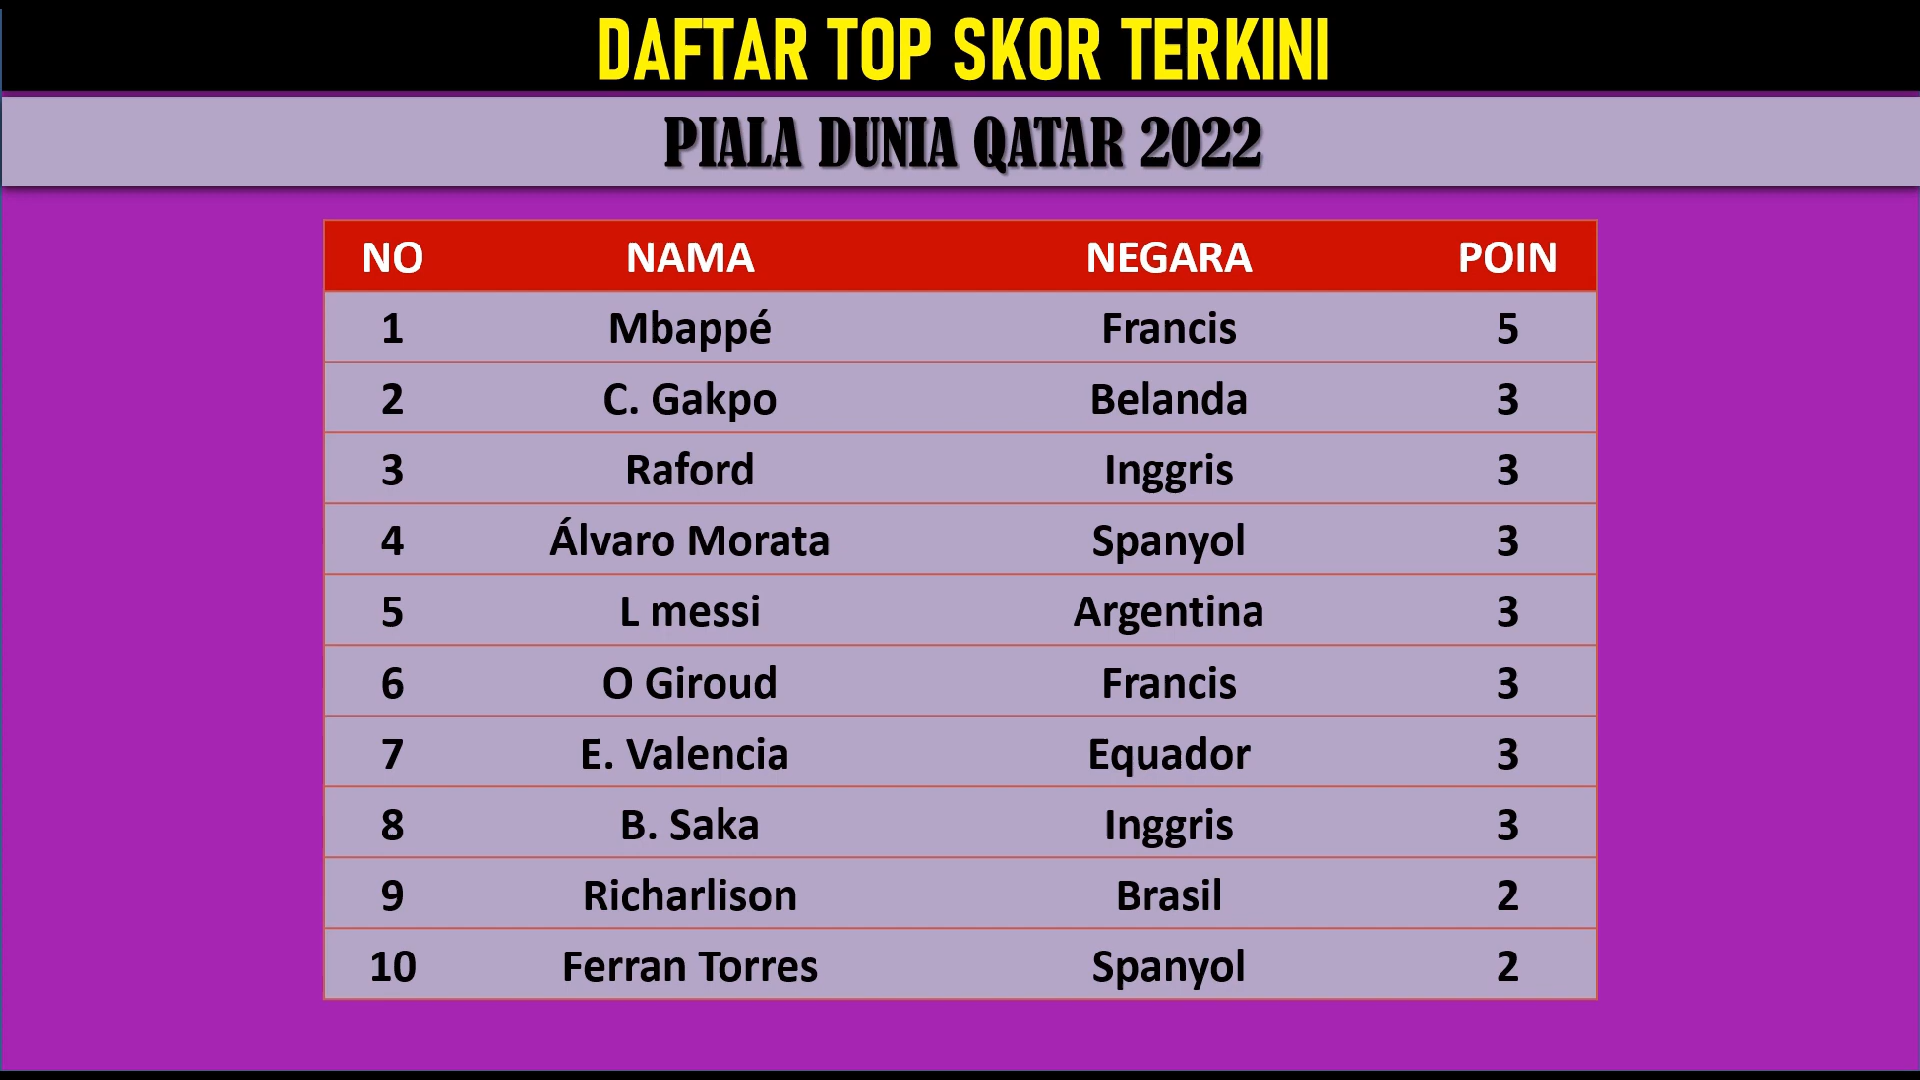 DAFTAR TOP SKOR TERKINI
PIALA DUNIA QATAR 2022
NO NAMA NEGARA POIN
1 Mbappé Francis 5
2 C. Gakpo Belanda 3
3 Raford Inggris 3
4 Álvaro Morata Spanyol 3
5 L messi Argentina 3
6 O Giroud Francis 3
7 E. Valencia Equador 3
8 B. Saka Inggris 3
9 Richarlison Brasil 2
10 Ferran Torres Spanyol 2